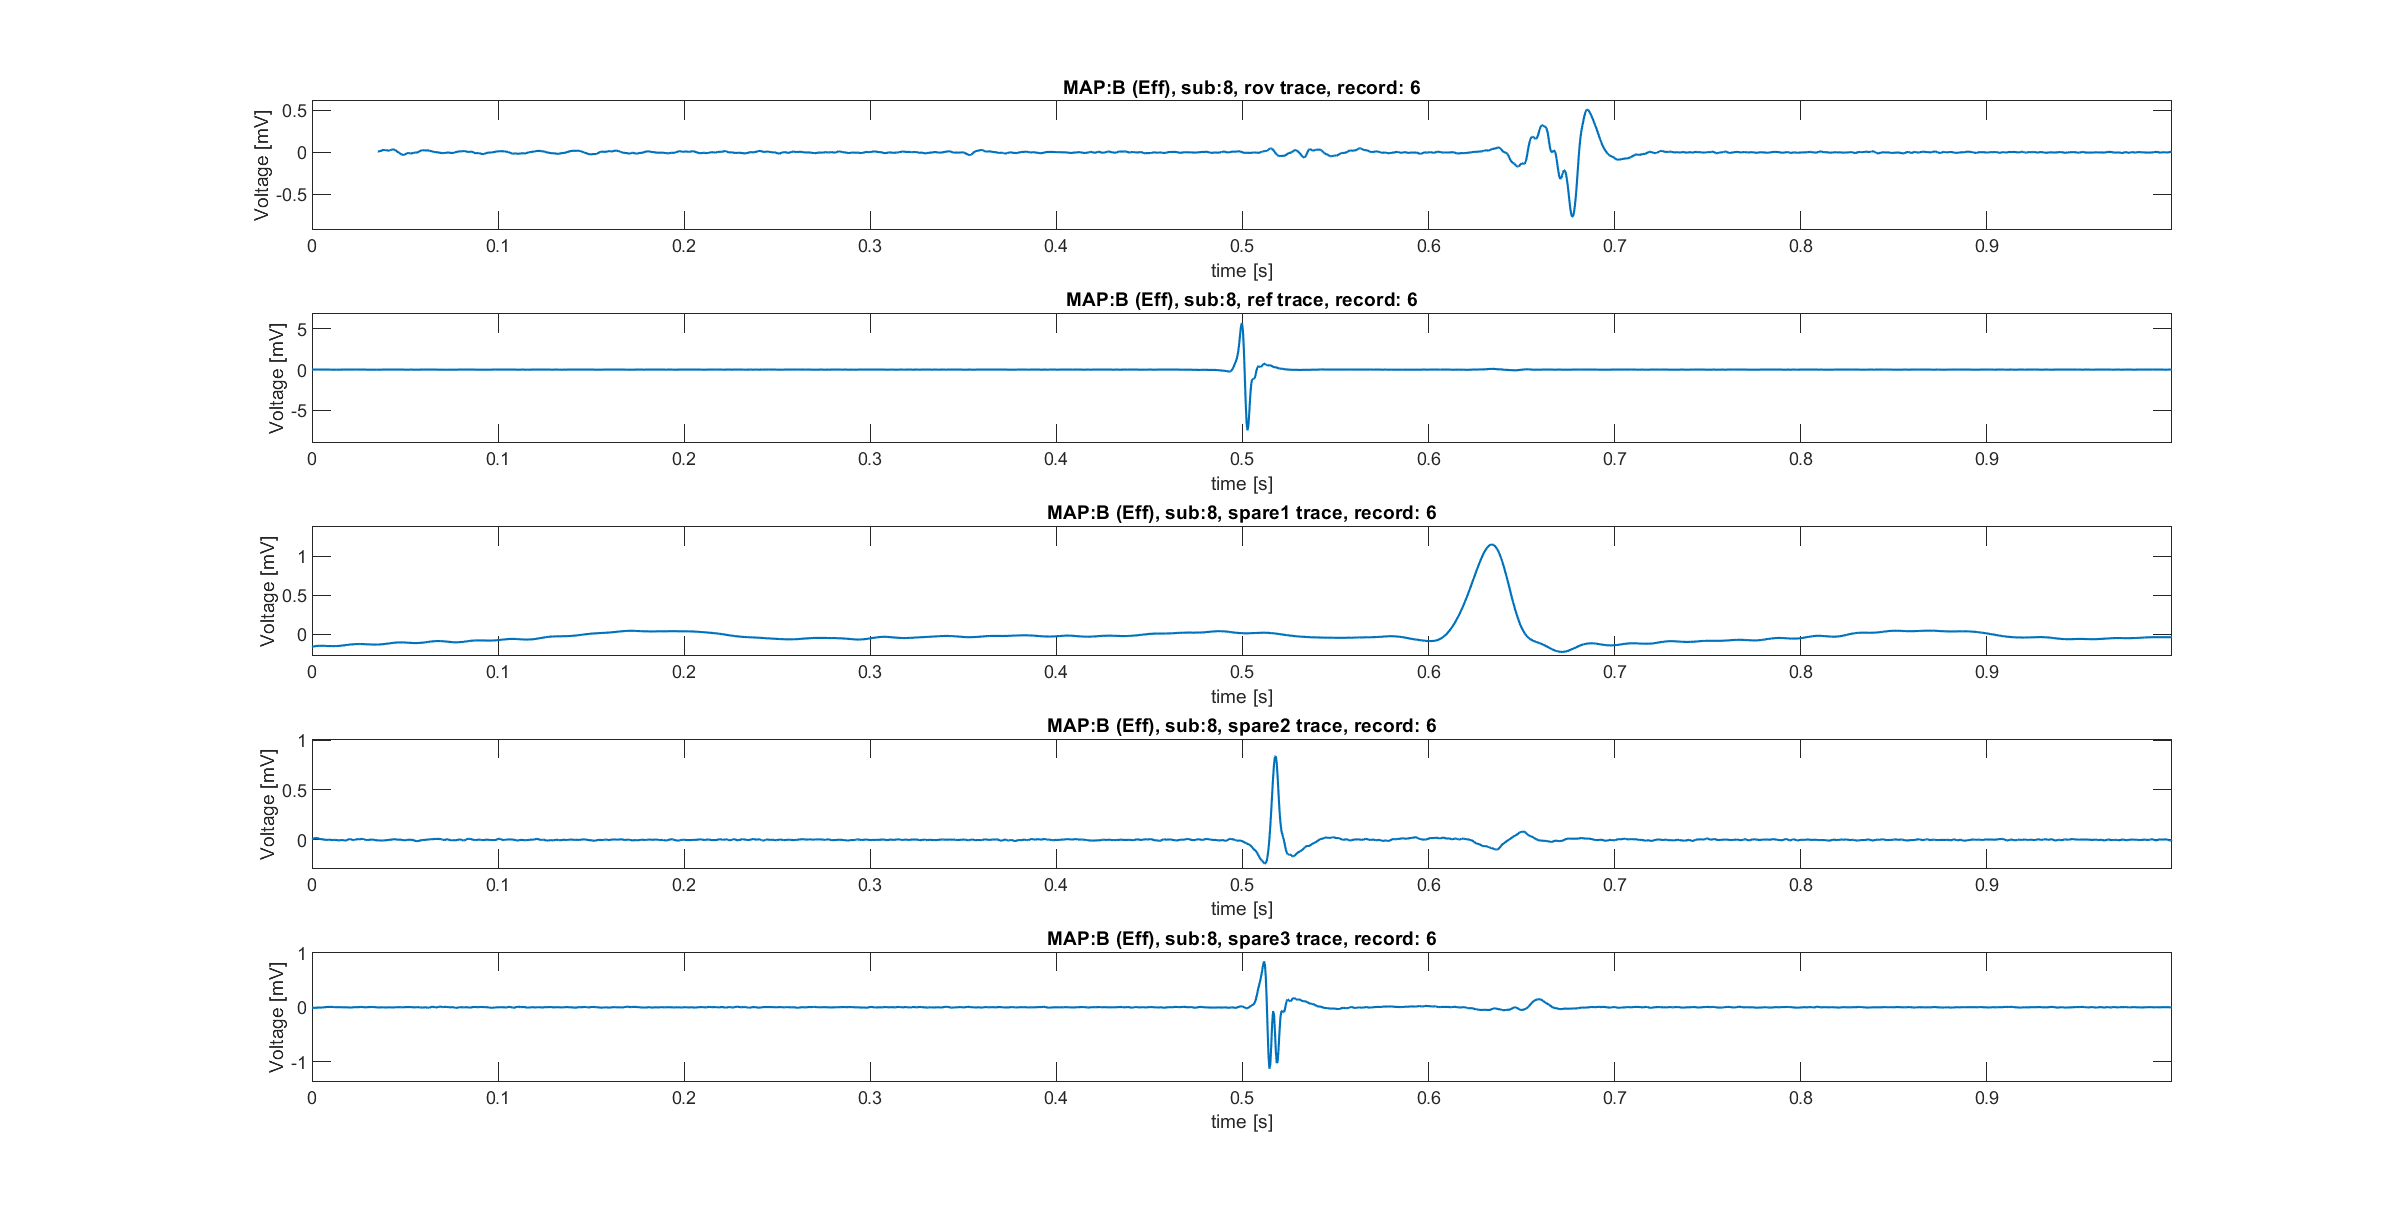 MAP:B (Eff), sub:8, rov trace, record: 6
Voltage [mV]
0.5
0
-0.5
0 0.1 0.2 0.3 0.4 0.5 0.6 0.7 0.8 0.9
time [s]
MAP:B (Eff), sub:8, ref trace, record: 6
Voltage [mV]
5
0
-5
0 0.1 0.2 0.3 0.4 0.5 0.6 0.7 0.8 0.9
time [s]
MAP:B (Eff), sub:8, spare1 trace, record: 6
Voltage [mV]
1
0.5
0
0 0.1 0.2 0.3 0.4 0.5 0.6 0.7 0.8 0.9
time [s]
MAP:B (Eff), sub:8, spare2 trace, record: 6
Voltage [mV]
1
0.5
0
0 0.1 0.2 0.3 0.4 0.5 0.6 0.7 0.8 0.9
time [s]
MAP:B (Eff), sub:8, spare3 trace, record: 6
Voltage [mV]
1
0
-1
0 0.1 0.2 0.3 0.4 0.5 0.6 0.7 0.8 0.9
time [s]